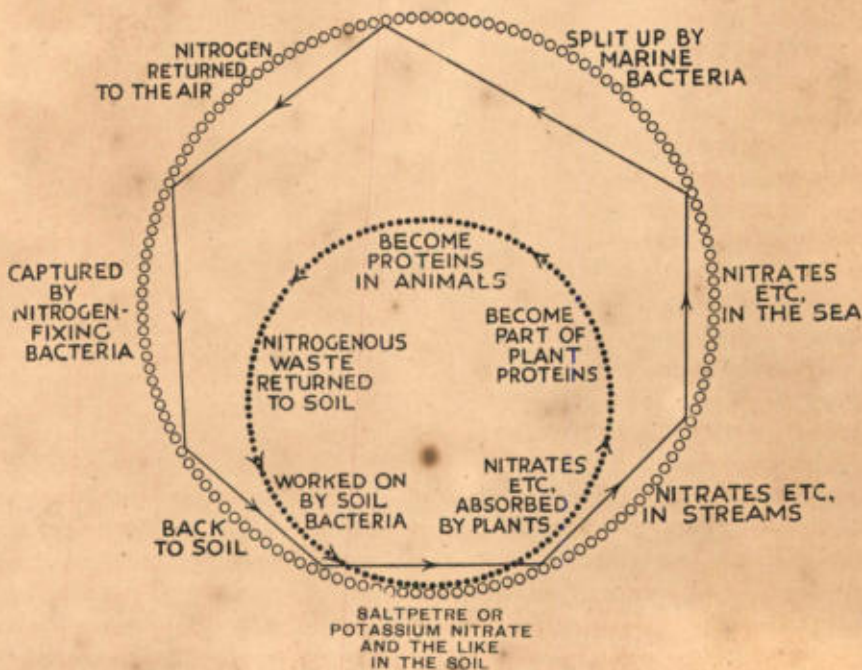 NITROGEN
RETURNED
TO THE AIR
SPLIT UP BY
MARINE
BACTERIA
CAPTURED
BY
NITROGEN-
FIXING
BACTERIA
BECOME
PROTEINS
IN ANIMALS
NITRATES
ETC.
IN THE SEA
NITROGENOUS
WASTE
RETURNED
TO SOIL
BECOME
PART OF
PLANT
PROTEINS
WORKED ON
BY SOIL
BACTERIA
NITRATES
ETC.
ABSORBED
BY PLANTS
BACK
TO SOIL
NITRATES ETC.
IN STREAMS
SALTPETRE OR
POTASSIUM NITRATE
AND THE LIKE
IN THE SOIL